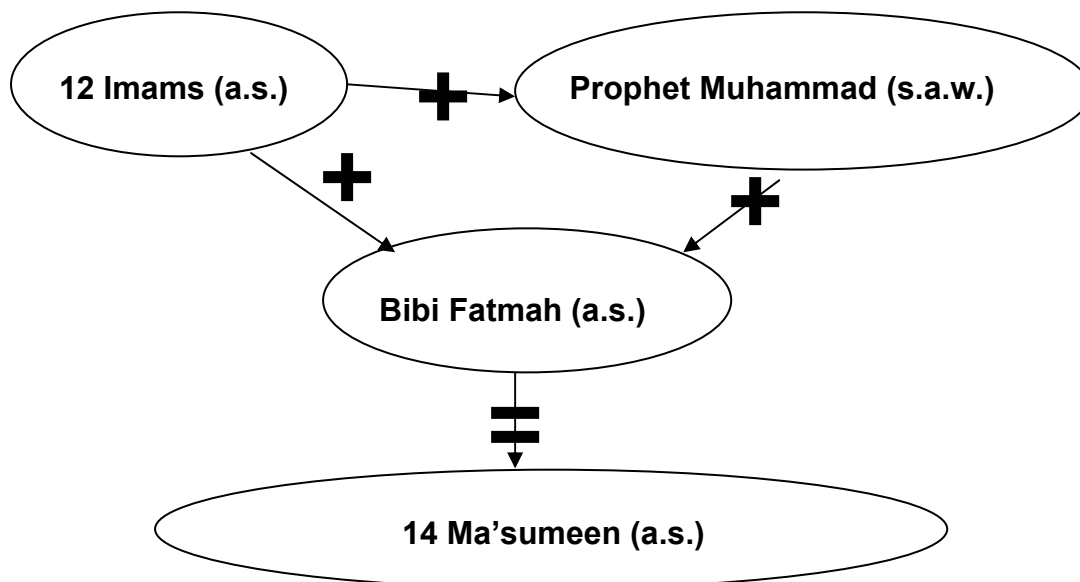 12 Imams (a.s.)
Prophet Muhammad (s.a.w.)
Bibi Fatmah (a.s.)
14 Ma’sumeen (a.s.)